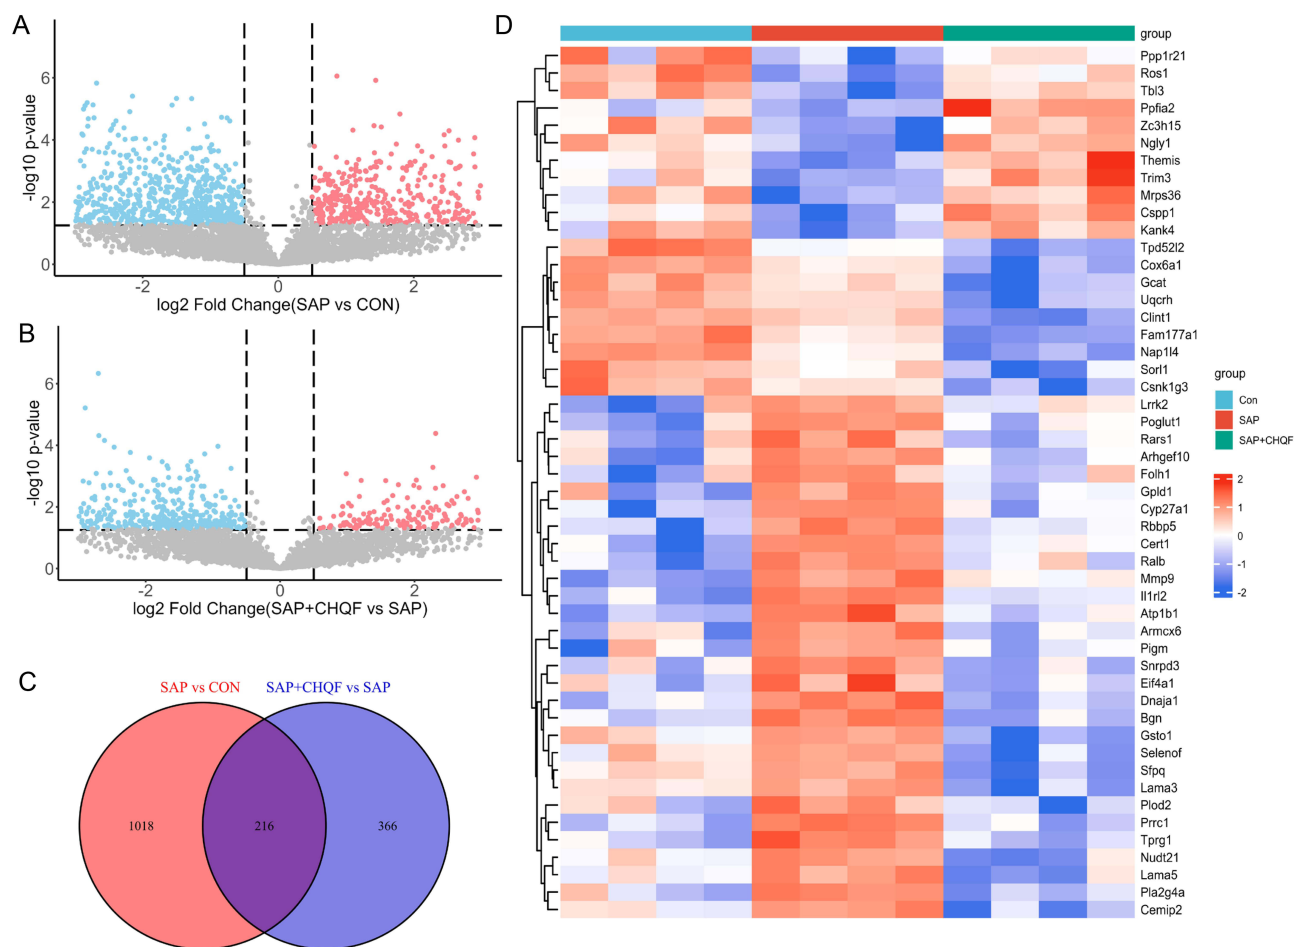 A
-log10 p-value
6
4
2
0
-2
0
2
log2 Fold Change(SAP vs CON)
B
-log10 p-value
6
4
2
0
-2
0
2
log2 Fold Change(SAP+CHQF vs SAP)
C
SAP vs CON
SAP+CHQF vs SAP
1018
216
366
D
group
Ppp1r21
Ros1
Tbl3
Ppfia2
Zc3h15
Ngly1
Themis
Trim3
Mrps36
Cspp1
Kank4
Tpd52l2
Cox6a1
Gcat
Uqcrh
Clint1
Fam177a1
Nap1l4
Sorl1
Csnk1g3
Lrrk2
Poglut1
Rars1
Arhgef10
Folh1
Gpld1
Cyp27a1
Rbbp5
Cert1
Ralb
Mmp9
Il1rl2
Atp1b1
Armcx6
Pigm
Snrpd3
Eif4a1
Dnaja1
Bgn
Gsto1
Selenof
Sfpq
Lama3
Plod2
Prrc1
Tprg1
Nudt21
Lama5
Pla2g4a
Cemip2
group
Con
SAP
SAP+CHQF
2
1
0
-1
-2